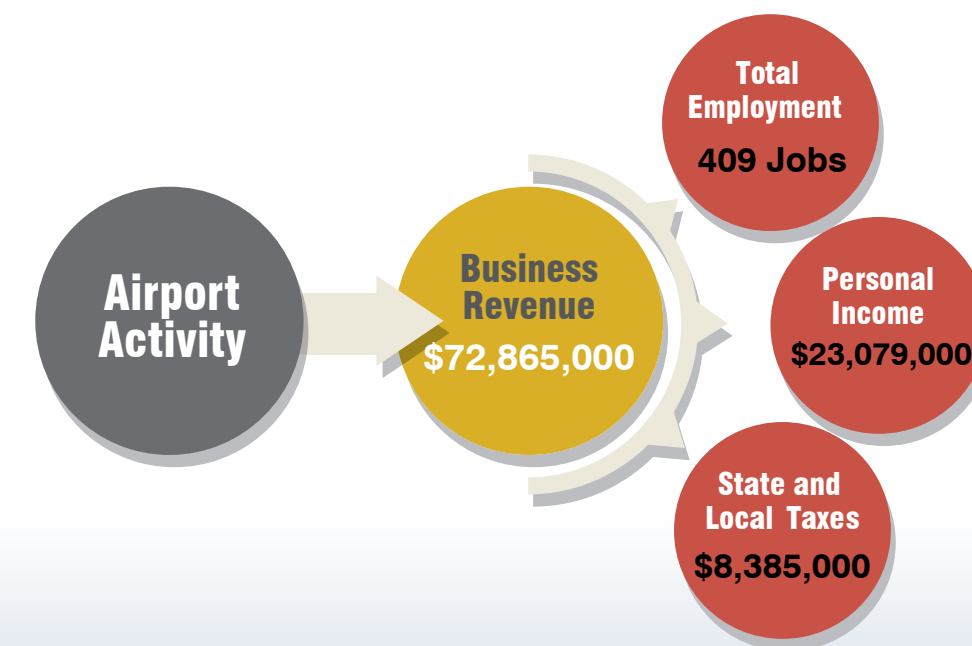 Airport
Activity
Business
Revenue
$72,865,000
Total
Employment
409 Jobs
Personal
Income
$23,079,000
State and
Local Taxes
$8,385,000